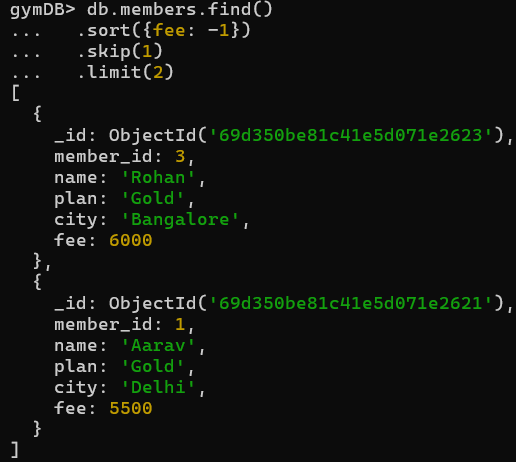 gymDB> db.members.find()
...   .sort({fee: -1})
...   .skip(1)
...   .limit(2)
[
  {
    _id: ObjectId('69d350be81c41e5d071e2623'),
    member_id: 3,
    name: 'Rohan',
    plan: 'Gold',
    city: 'Bangalore',
    fee: 6000
  },
  {
    _id: ObjectId('69d350be81c41e5d071e2621'),
    member_id: 1,
    name: 'Aarav',
    plan: 'Gold',
    city: 'Delhi',
    fee: 5500
  }
]